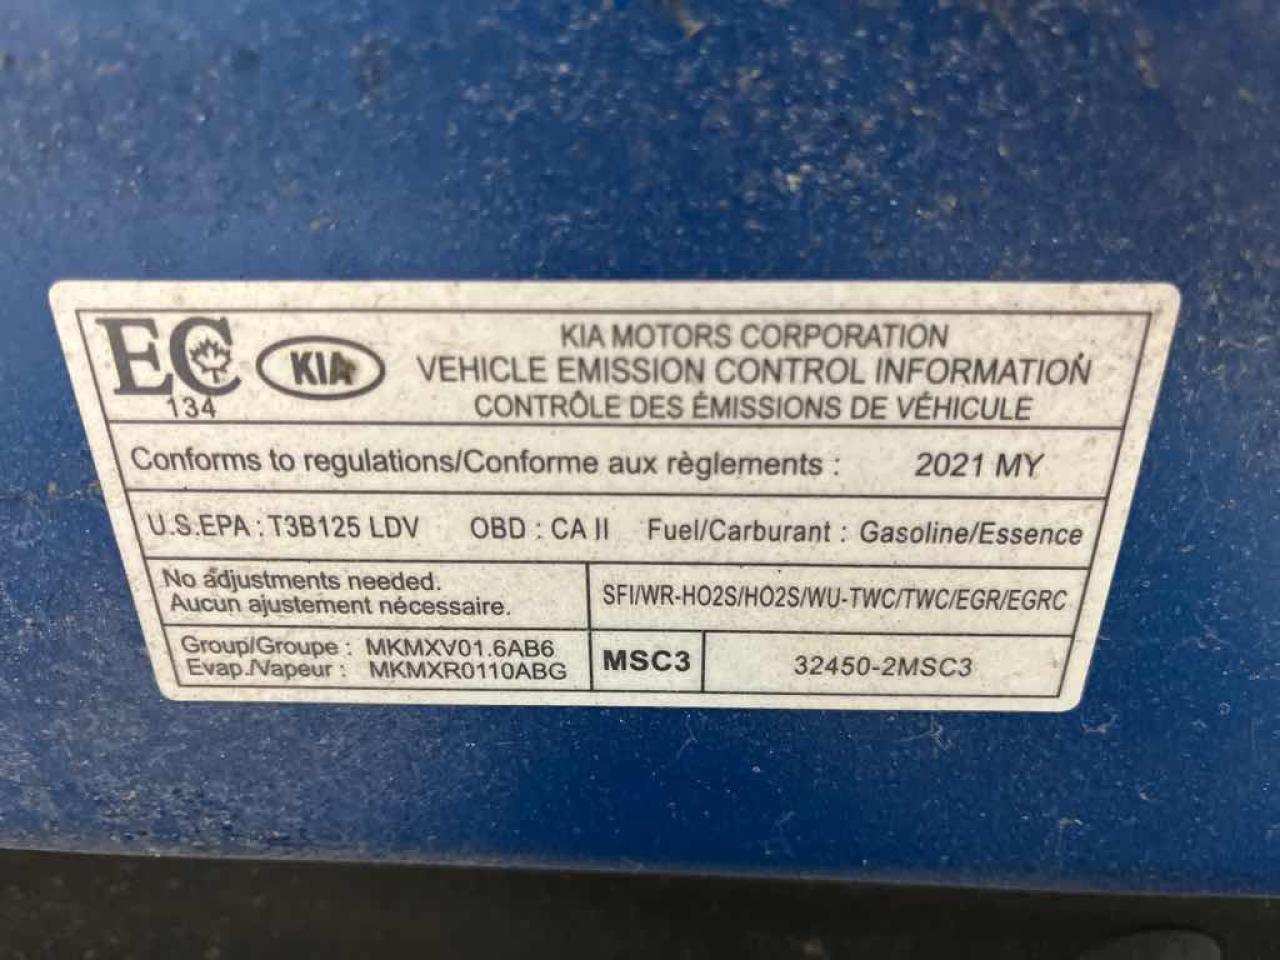 EC
134
KIA
KIA MOTORS CORPORATION
VEHICLE EMISSION CONTROL INFORMATION
CONTRÔLE DES ÉMISSIONS DE VÉHICULE
Conforms to regulations/Conforme aux règlements : 2021 MY
U.S.EPA : T3B125 LDV OBD : CA II Fuel/Carburant : Gasoline/Essence
No adjustments needed.
Aucun ajustement nécessaire.
SFI/WR-HO2S/HO2S/WU-TWC/TWC/EGR/EGRC
Group/Groupe : MKMXV01.6AB6
Evap./Vapeur : MKMXR0110ABG
MSC3
32450-2MSC3